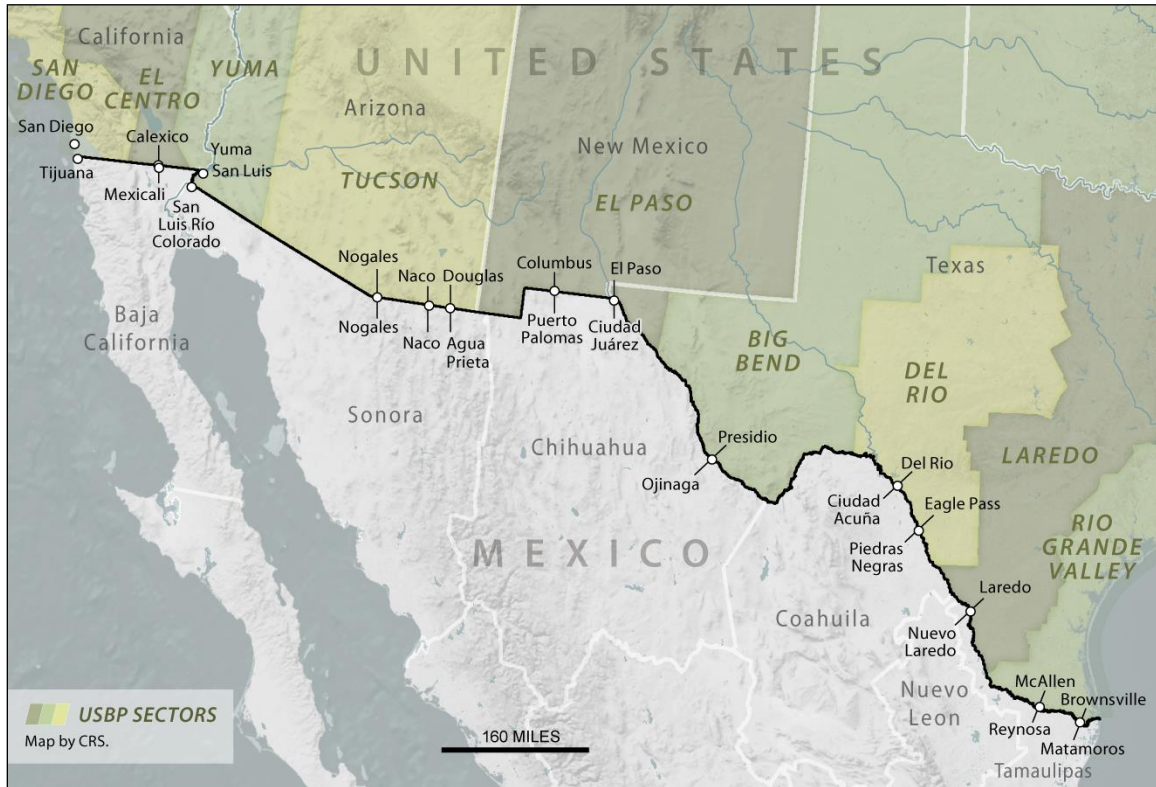 California
UNITED STATES
SAN
DIEGO
EL
CENTRO
YUMA
Arizona
San Diego
Calexico
Yuma
San Luis
New Mexico
Tijuana
Mexicali
TUCSON
San
Luis Río
Colorado
EL PASO
Nogales
Naco
Douglas
Columbus
El Paso
Texas
Nogales
Naco
Agua
Prieta
Puerto
Palomas
Ciudad
Juárez
Baja
California
BIG
BEND
DEL
RIO
Sonora
Chihuahua
Presidio
Ojinaga
LAREDO
Del Rio
Ciudad
Acuña
Eagle Pass
RIO
GRANDE
VALLEY
MEXICO
Piedras
Negras
Coahuila
Laredo
Nuevo
Laredo
Nuevo
Leon
McAllen
Brownsville
Reynosa
Matamoros
Tamaulipas
USBP SECTORS
Map by CRS.
160 MILES